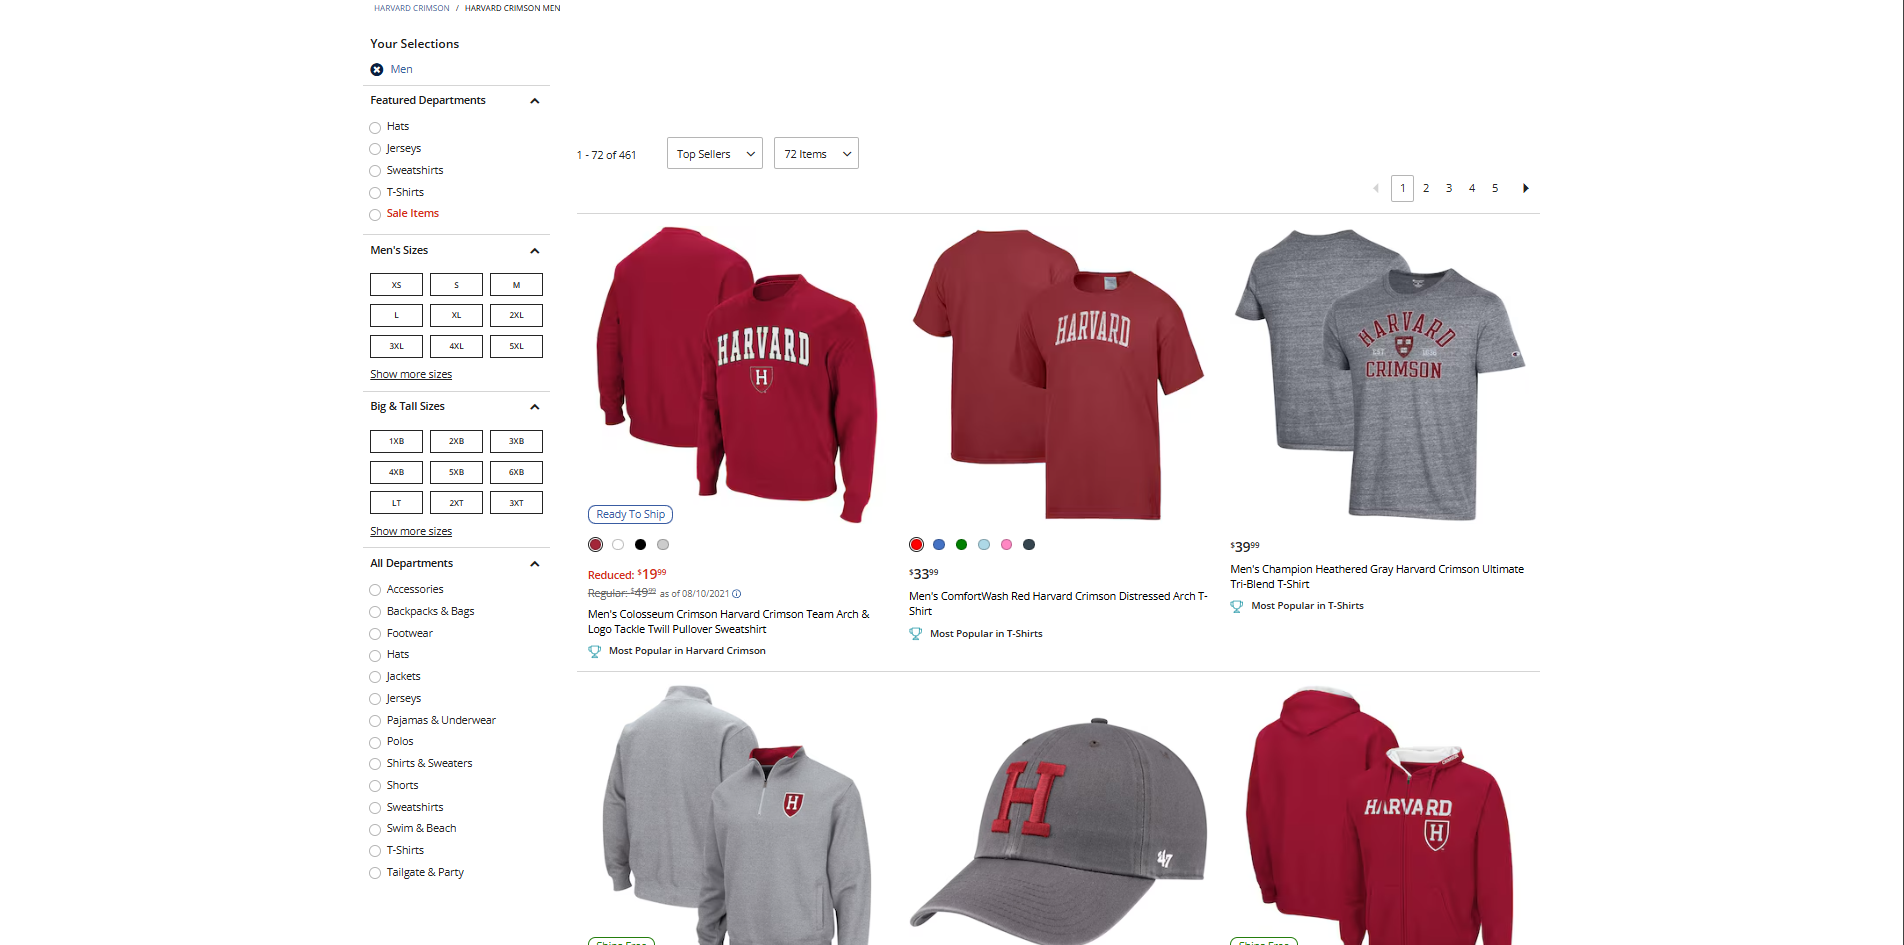 HARVARD CRIMSON / HARVARD CRIMSON MEN
Your Selections
Men
Featured Departments
Hats
Jerseys
Sweatshirts
T-Shirts
Sale Items
Men's Sizes
XS S M
L XL 2XL
3XL 4XL 5XL
Show more sizes
Big & Tall Sizes
1XB 2XB 3XB
4XB 5XB 6XB
LT 2XT 3XT
Show more sizes
All Departments
Accessories
Backpacks & Bags
Footwear
Hats
Jackets
Jerseys
Pajamas & Underwear
Polos
Shirts & Sweaters
Shorts
Sweatshirts
Swim & Beach
T-Shirts
Tailgate & Party
1 - 72 of 461
Top Sellers
72 Items
1 2 3 4 5
HARVARD
H
Ready To Ship
Reduced: $19.99
Regular: $49.99 as of 08/10/2021
Men's Colosseum Crimson Harvard Crimson Team Arch &
Logo Tackle Twill Pullover Sweatshirt
Most Popular in Harvard Crimson
HARVARD
$33.99
Men's ComfortWash Red Harvard Crimson Distressed Arch T-
Shirt
Most Popular in T-Shirts
HARVARD
EST. 1636
CRIMSON
$39.99
Men's Champion Heathered Gray Harvard Crimson Ultimate
Tri-Blend T-Shirt
Most Popular in T-Shirts
H
H
47
HARVARD
H
Ships Free
Ships Free